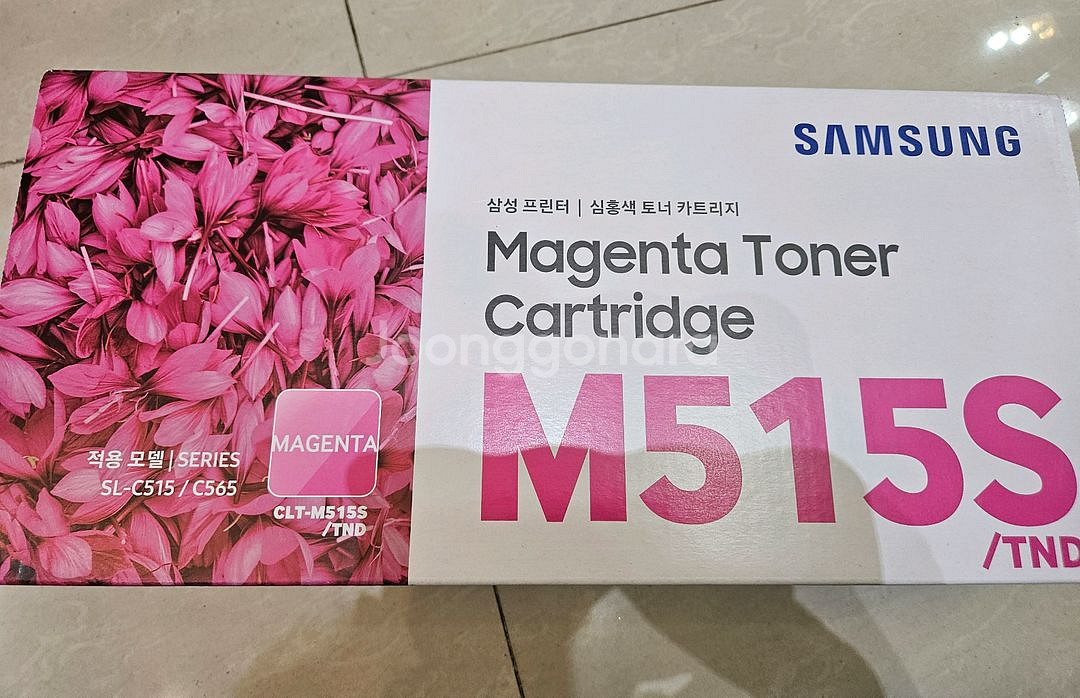 SAMSUNG
삼성 프린터 | 심홍색 토너 카트리지
Magenta Toner
Cartridge
Joonggonara
M515S
/TND
MAGENTA
적용 모델 | SERIES
SL-C515 / C565
CLT-M515S
/TND